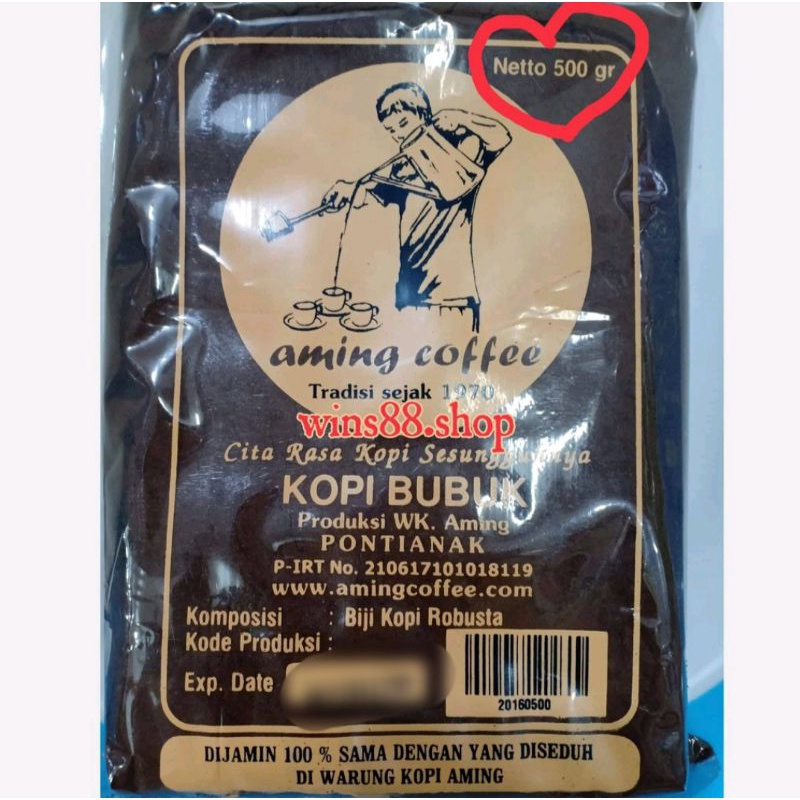 Netto 500 gr
aming coffee
Tradisi sejak 1970
wins88.shop
Cita Rasa Kopi
KOPI BUBUK
Produksi WK. Aming
PONTIANAK
P-IRT No. 210617101018119
www.amingcoffee.com
Komposisi : Biji Kopi Robusta
Kode Produksi :
Exp. Date
20160500
DIJAMIN 100 % SAMA DENGAN YANG DISEDUH
DI WARUNG KOPI AMING